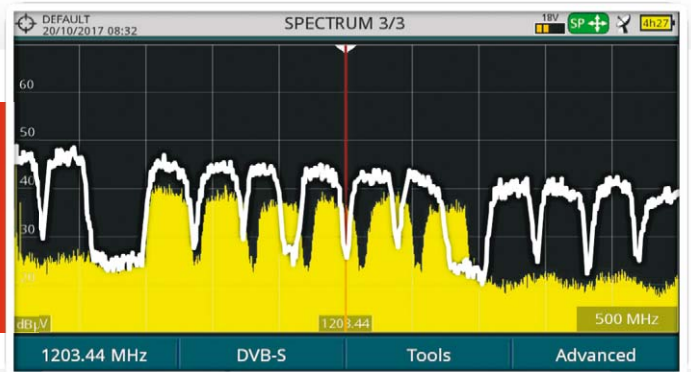 DEFAULT
20/10/2017 08:32
SPECTRUM 3/3
18V
SP
4h27
60
50
40
30
20
dBµV
1203.44
500 MHz
1203.44 MHz
DVB-S
Tools
Advanced